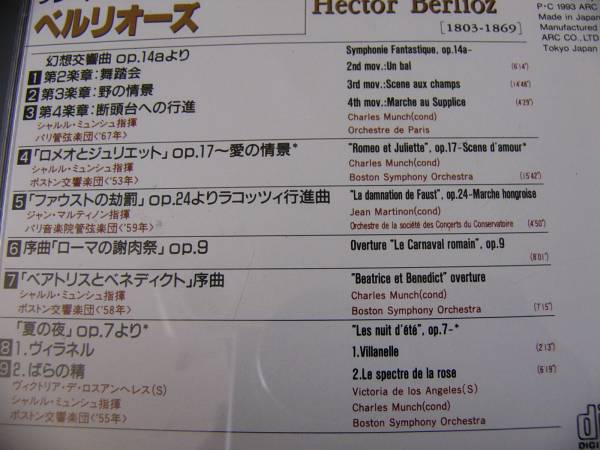 ベルリオーズ
Hector Berlioz
[1803-1869]
P・C 1993 ARC
Made in Japan
Manufactured
ARC CO.,LTD
Tokyo Japan
幻想交響曲 op.14aより
Symphonie Fantastique, op.14a-
1 第2楽章:舞踏会
2nd mov.:Un bal (6'14")
2 第3楽章:野の情景
3rd mov.:Scene aux champs (14'48")
3 第4楽章:断頭台への行進
4th mov.:Marche au Supplice (4'29")
シャルル・ミュンシュ指揮
Charles Munch(cond)
パリ管弦楽団<'67年>
Orchestre de Paris
4 「ロメオとジュリエット」op.17〜愛の情景*
"Romeo et Juliette", op.17-Scene d'amour*
シャルル・ミュンシュ指揮
Charles Munch(cond)
ボストン交響楽団<'53年>
Boston Symphony Orchestra (15'42")
5 「ファウストの劫罰」op.24よりラコッツィ行進曲
"La damnation de Faust", op.24-Marche hongroise
ジャン・マルティノン指揮
Jean Martinon(cond)
パリ音楽院管弦楽団<'59年>
Orchestre de la société des Conçerts du Conservatoire (4'50")
6 序曲「ローマの謝肉祭」op.9
Overture "Le Carnaval romain", op.9
(8'01")
7 「ベアトリスとベネディクト」序曲
"Beatrice et Benedict" overture
シャルル・ミュンシュ指揮
Charles Munch(cond)
ボストン交響楽団<'58年>
Boston Symphony Orchestra (7'15")
「夏の夜」op.7より*
"Les nuit d'été", op.7-*
8 1.ヴィラネル
1.Villanelle (2'13")
9 2.ばらの精
2.Le spectre de la rose (6'19")
ヴィクトリア・デ・ロスアンヘレス(S)
Victoria de los Angeles(S)
シャルル・ミュンシュ指揮
Charles Munch(cond)
ボストン交響楽団<'55年>
Boston Symphony Orchestra